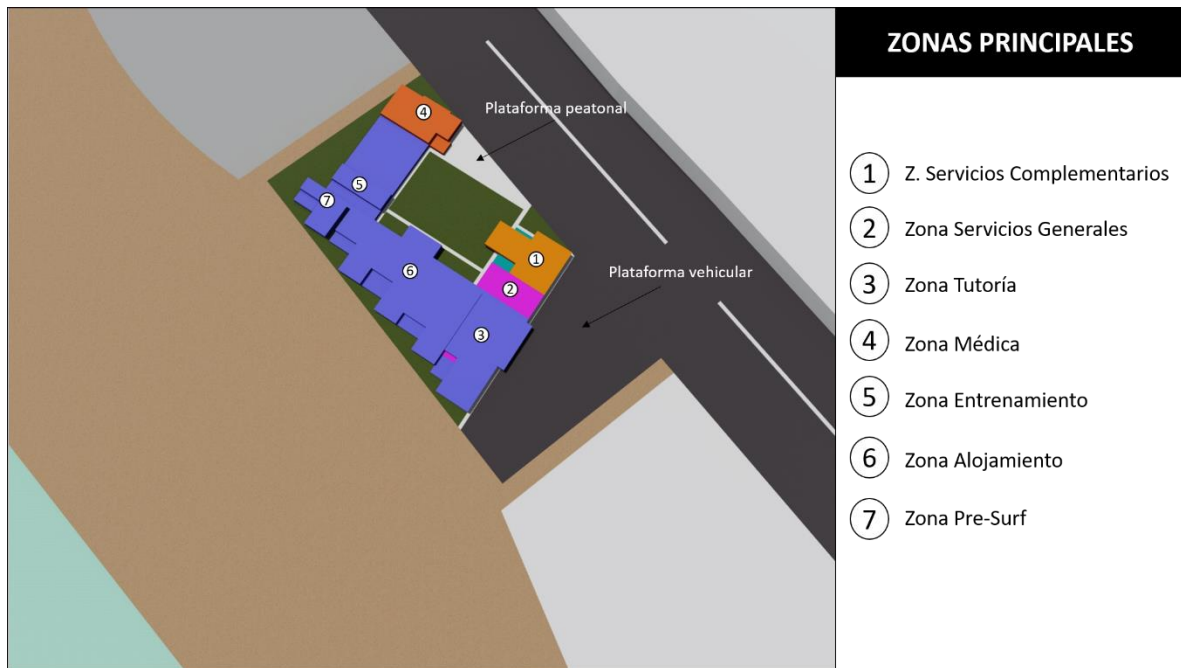 ZONAS PRINCIPALES
Plataforma peatonal
Plataforma vehicular
4
5
7
6
1
2
3
1 Z. Servicios Complementarios
2 Zona Servicios Generales
3 Zona Tutoría
4 Zona Médica
5 Zona Entrenamiento
6 Zona Alojamiento
7 Zona Pre-Surf